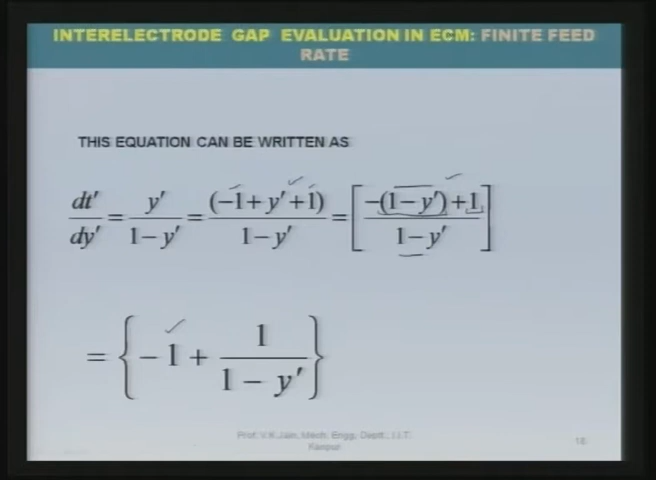 INTERELECTRODE GAP EVALUATION IN ECM: FINITE FEED
RATE
THIS EQUATION CAN BE WRITTEN AS
dt'/dy' = y'/(1−y') = (−1+y'+1)/(1−y') = [(−(1−y')+1)/(1−y')]
= {−1 + 1/(1−y')}
Prof. V.K.Jain, Mech. Engg. Deptt., I.I.T.
Kanpur